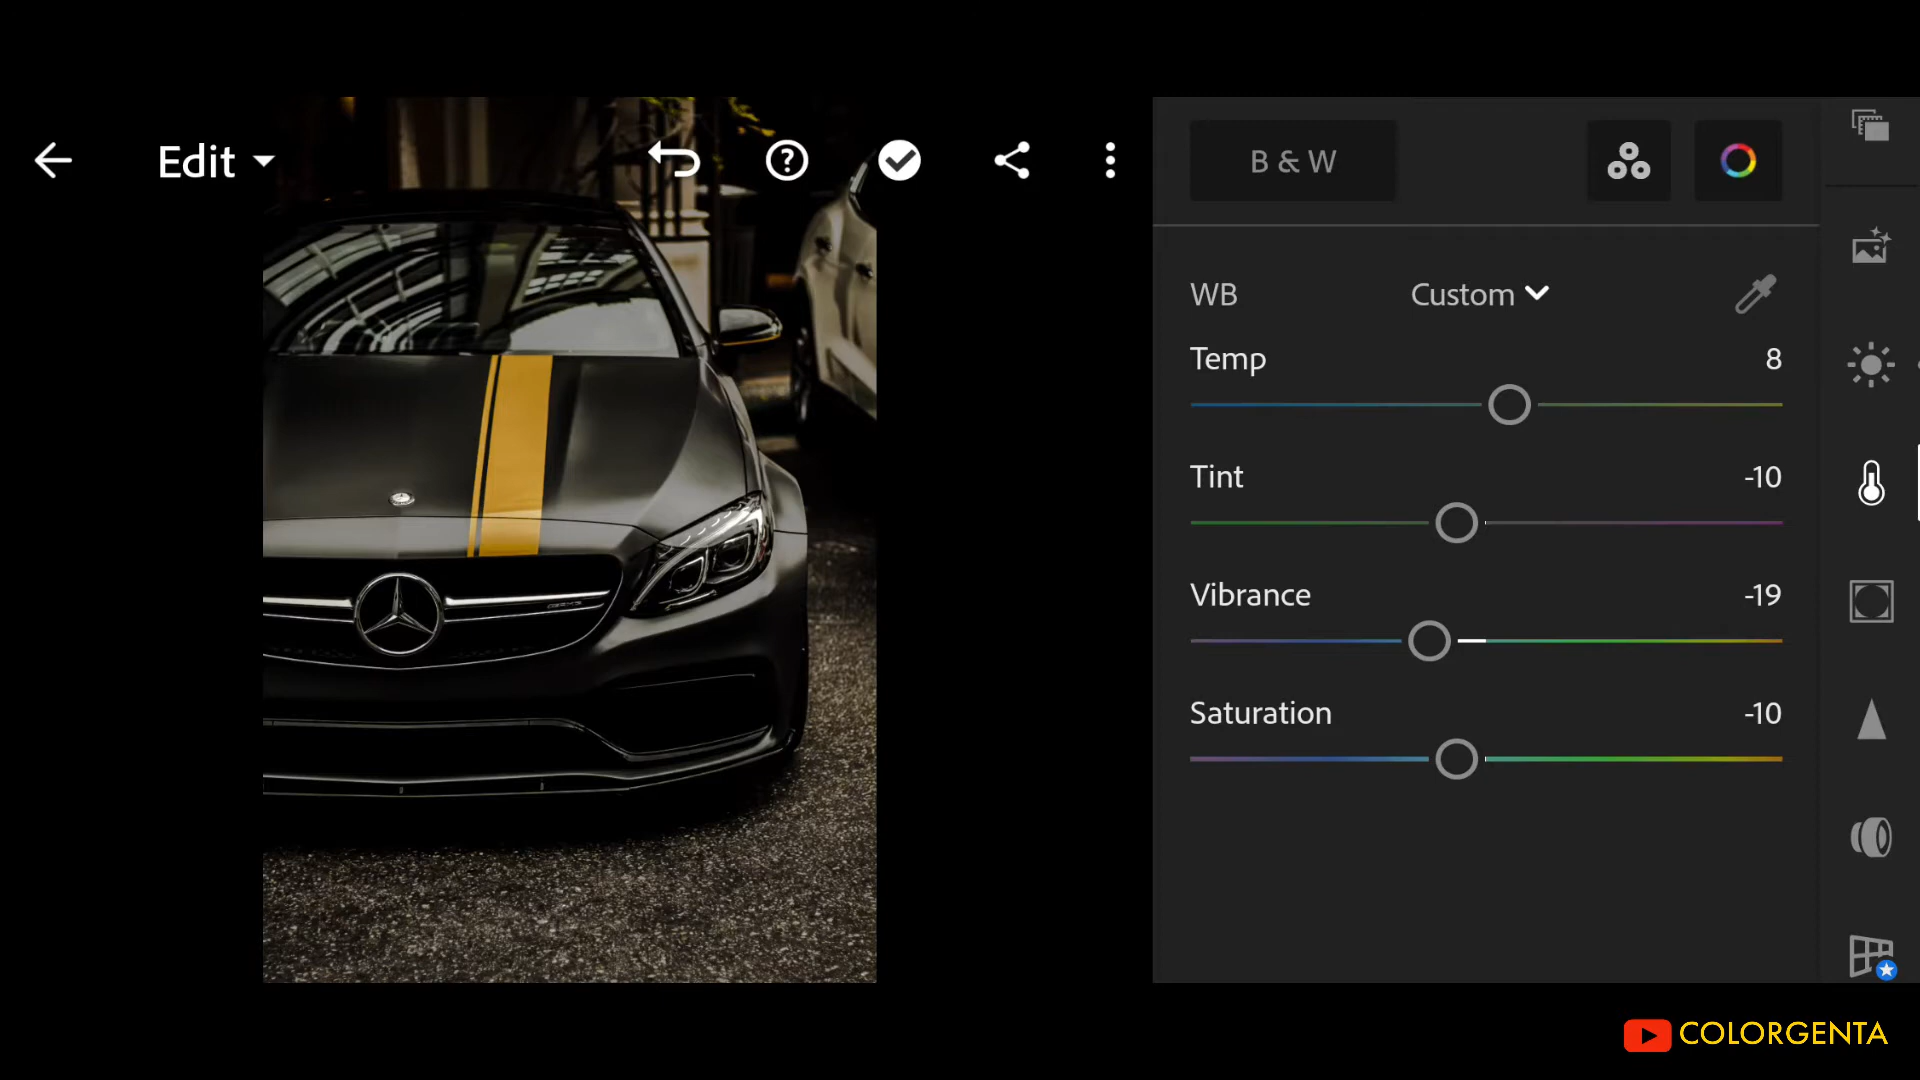 Edit
B & W
WB Custom
Temp 8
Tint -10
Vibrance -19
Saturation -10
COLORGENTA